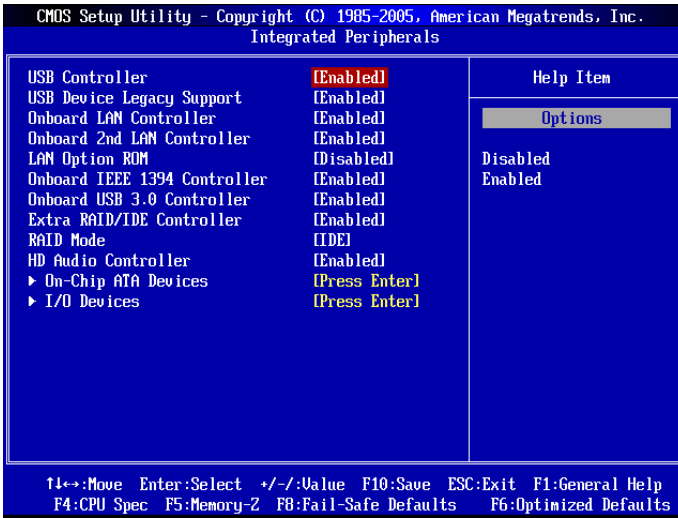 CMOS Setup Utility - Copyright (C) 1985-2005, American Megatrends, Inc.
Integrated Peripherals
USB Controller [Enabled]
USB Device Legacy Support [Enabled]
Onboard LAN Controller [Enabled]
Onboard 2nd LAN Controller [Enabled]
LAN Option ROM [Disabled]
Onboard IEEE 1394 Controller [Enabled]
Onboard USB 3.0 Controller [Enabled]
Extra RAID/IDE Controller [Enabled]
RAID Mode [IDE]
HD Audio Controller [Enabled]
▶ On-Chip ATA Devices [Press Enter]
▶ I/O Devices [Press Enter]
Help Item
Options
Disabled
Enabled
↑↓↔:Move Enter:Select +/-/:Value F10:Save ESC:Exit F1:General Help
F4:CPU Spec F5:Memory-Z F8:Fail-Safe Defaults F6:Optimized Defaults